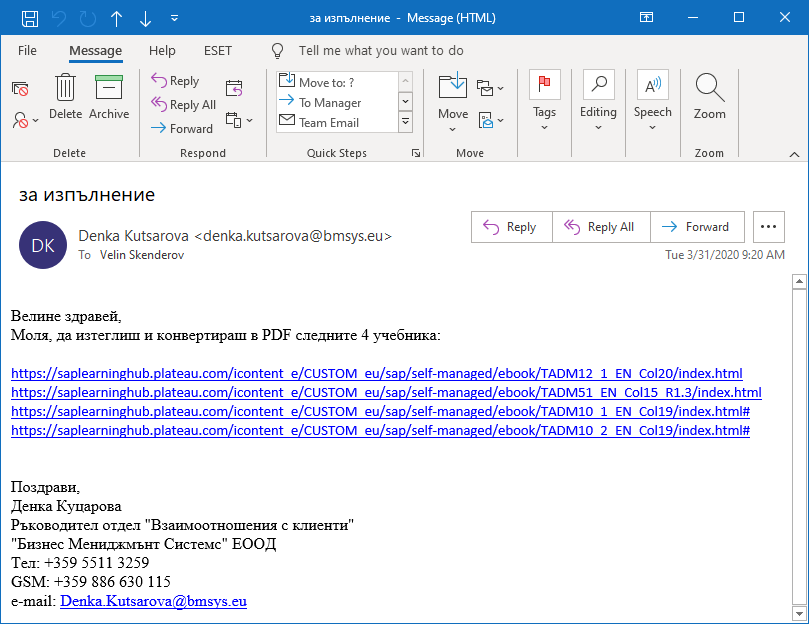 за изпълнение - Message (HTML)
File Message Help ESET Tell me what you want to do
Delete Archive
Reply
Reply All
Forward
Move to: ?
To Manager
Team Email
Move
Tags
Editing
Speech
Zoom
Delete Respond Quick Steps Move Zoom
за изпълнение
DK
Denka Kutsarova <denka.kutsarova@bmsys.eu>
To Velin Skenderov
Reply Reply All Forward
Tue 3/31/2020 9:20 AM
Велине здравей,
Моля, да изтеглиш и конвертираш в PDF следните 4 учебника:
https://saplearninghub.plateau.com/icontent_e/CUSTOM_eu/sap/self-managed/ebook/TADM12_1_EN_Col20/index.html
https://saplearninghub.plateau.com/icontent_e/CUSTOM_eu/sap/self-managed/ebook/TADM51_EN_Col15_R1.3/index.html
https://saplearninghub.plateau.com/icontent_e/CUSTOM_eu/sap/self-managed/ebook/TADM10_1_EN_Col19/index.html#
https://saplearninghub.plateau.com/icontent_e/CUSTOM_eu/sap/self-managed/ebook/TADM10_2_EN_Col19/index.html#
Поздрави,
Денка Куцарова
Ръководител отдел "Взаимоотношения с клиенти"
"Бизнес Мениджмънт Системс" ЕООД
Тел: +359 5511 3259
GSM: +359 886 630 115
e-mail: Denka.Kutsarova@bmsys.eu